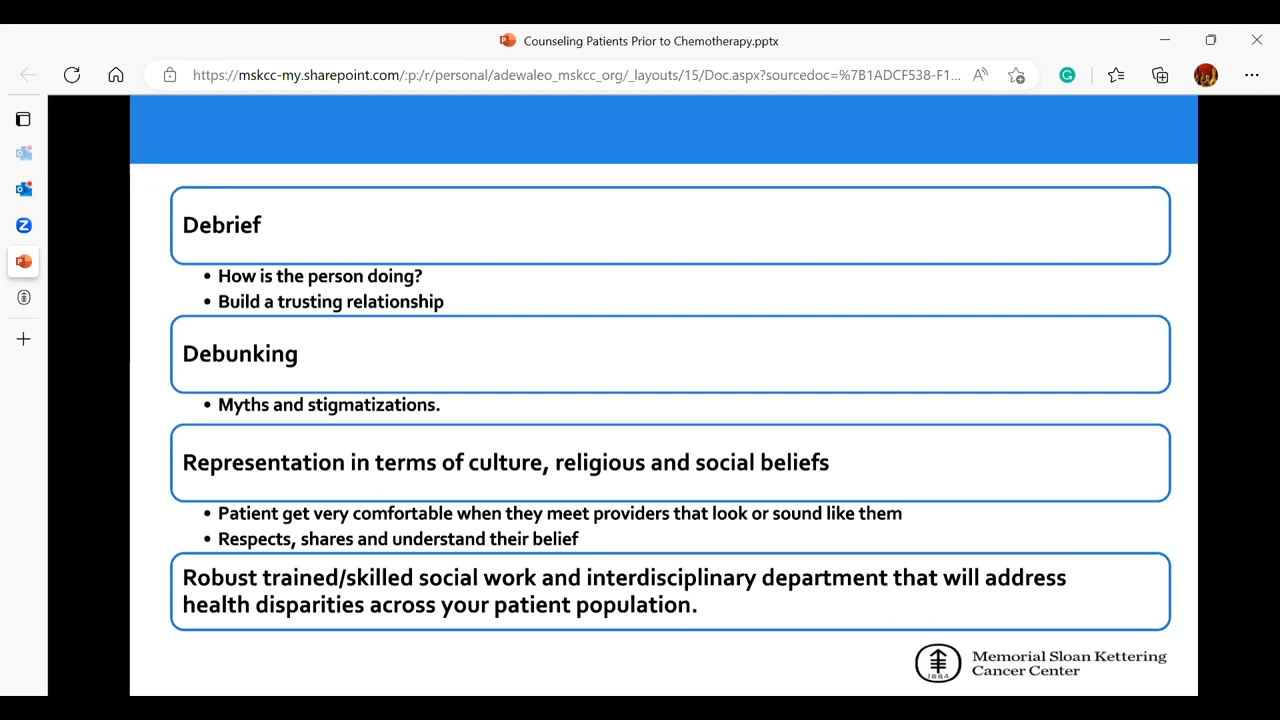 Counseling Patients Prior to Chemotherapy.pptx
https://mskcc-my.sharepoint.com/:p:/r/personal/adewaleo_mskcc_org/_layouts/15/Doc.aspx?sourcedoc=%7B1ADCF538-F1...
Debrief
• How is the person doing?
• Build a trusting relationship
Debunking
• Myths and stigmatizations.
Representation in terms of culture, religious and social beliefs
• Patient get very comfortable when they meet providers that look or sound like them
• Respects, shares and understand their belief
Robust trained/skilled social work and interdisciplinary department that will address
health disparities across your patient population.
Memorial Sloan Kettering
Cancer Center
1884